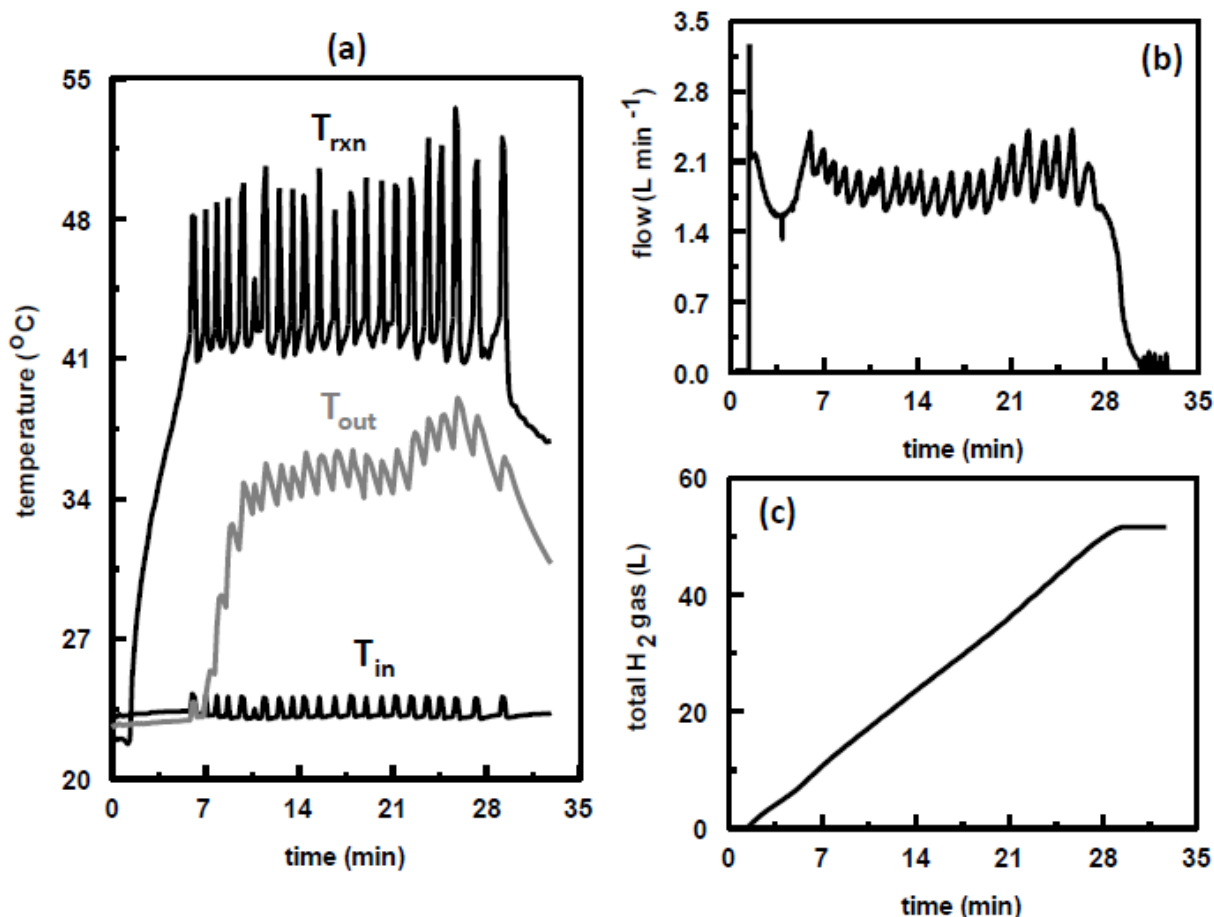 (a)
55
48
41
34
27
20
temperature (°C)
T_rxn
T_out
T_in
0 7 14 21 28 35
time (min)
(b)
3.5
2.8
2.1
1.4
0.7
0.0
flow (L min⁻¹)
0 7 14 21 28 35
time (min)
(c)
60
40
20
0
total H₂ gas (L)
0 7 14 21 28 35
time (min)